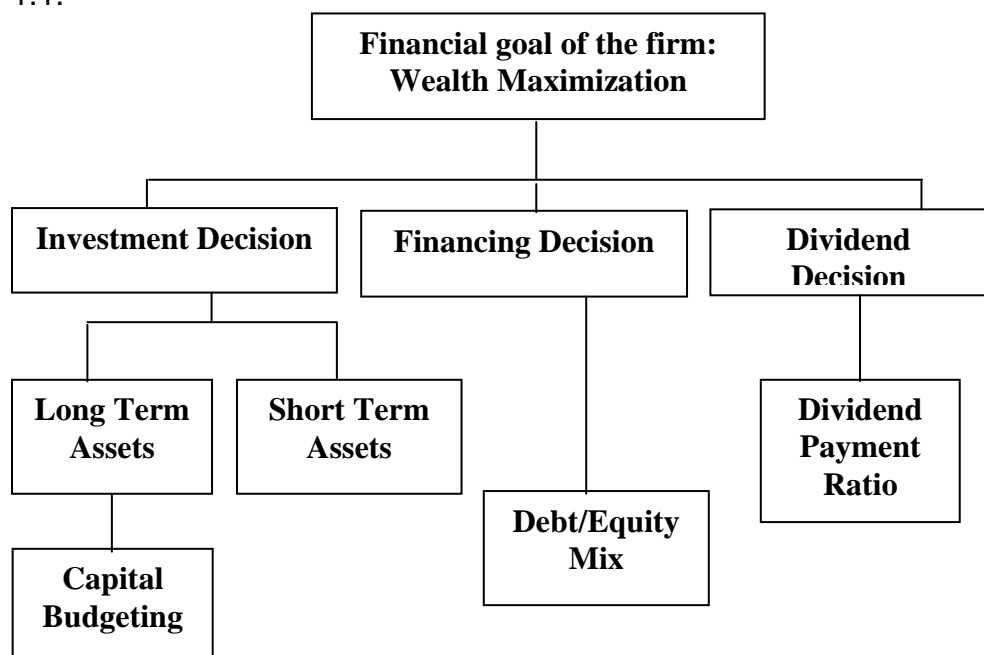 1.1.
Financial goal of the firm:
Wealth Maximization
Investment Decision
Financing Decision
Dividend
Decision
Long Term
Assets
Short Term
Assets
Dividend
Payment
Ratio
Debt/Equity
Mix
Capital
Budgeting